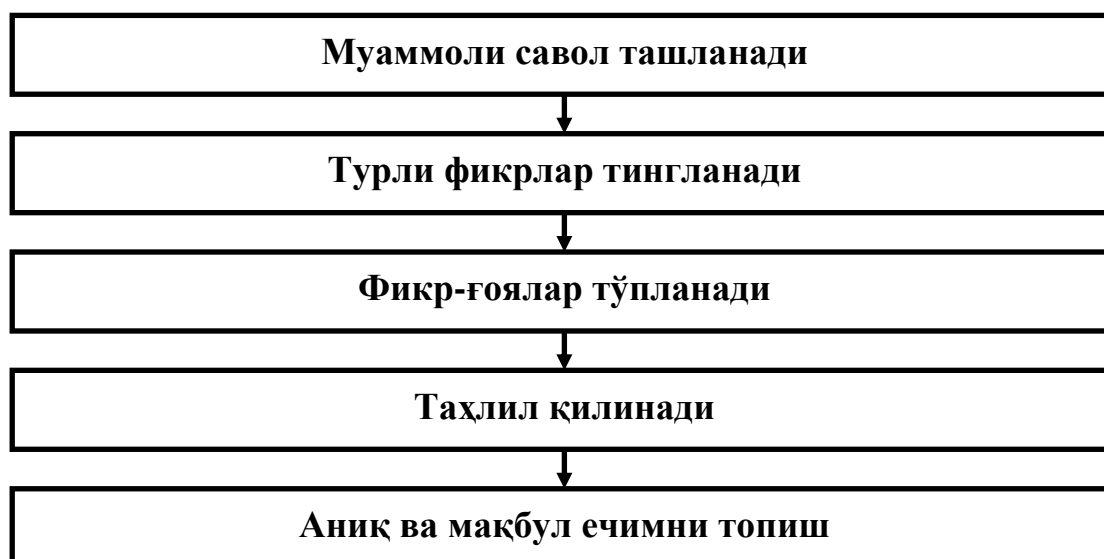 Муаммоли савол ташланади
Турли фикрлар тингланади
Фикр-ғоялар тўпланади
Таҳлил қилинади
Аниқ ва мақбул ечимни топиш